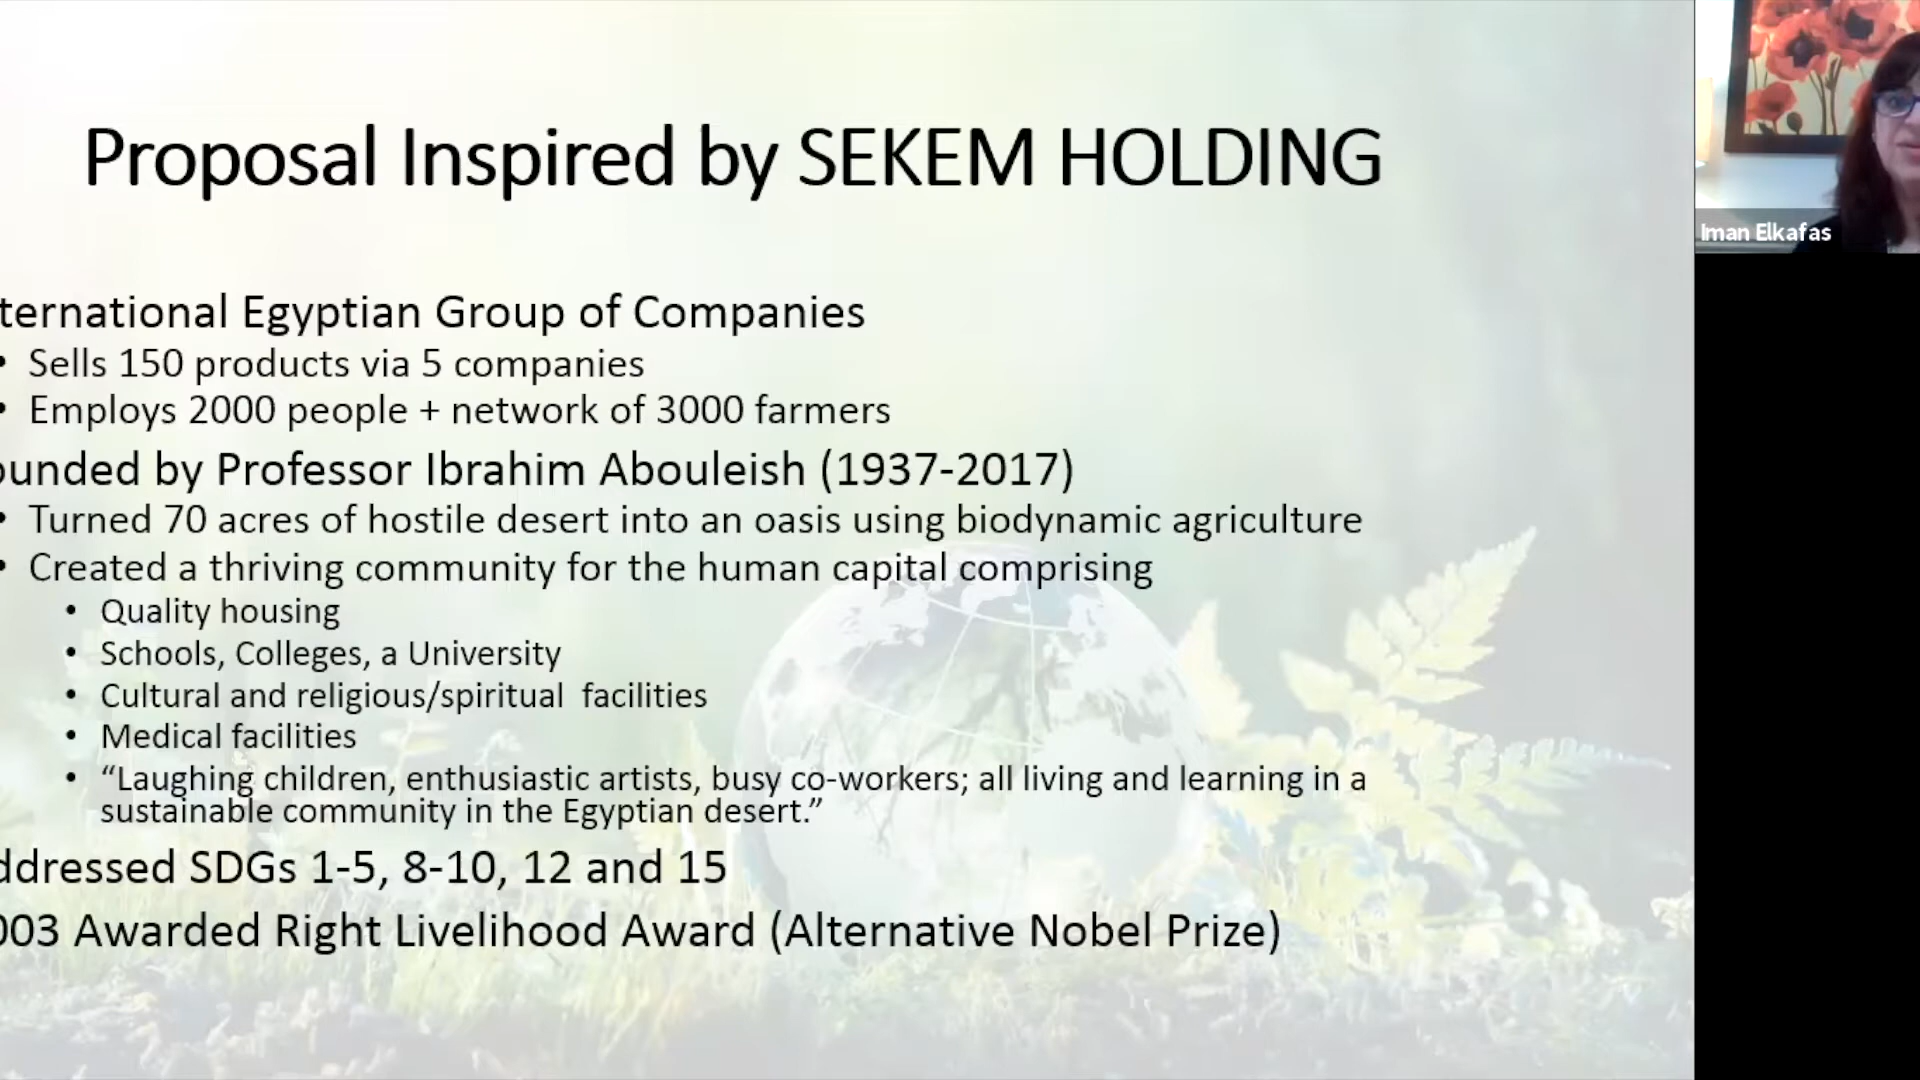 Proposal Inspired by SEKEM HOLDING
Iman Elkafas
ternational Egyptian Group of Companies
• Sells 150 products via 5 companies
• Employs 2000 people + network of 3000 farmers
ounded by Professor Ibrahim Abouleish (1937-2017)
• Turned 70 acres of hostile desert into an oasis using biodynamic agriculture
• Created a thriving community for the human capital comprising
• Quality housing
• Schools, Colleges, a University
• Cultural and religious/spiritual facilities
• Medical facilities
• “Laughing children, enthusiastic artists, busy co-workers; all living and learning in a
sustainable community in the Egyptian desert.”
ddressed SDGs 1-5, 8-10, 12 and 15
003 Awarded Right Livelihood Award (Alternative Nobel Prize)